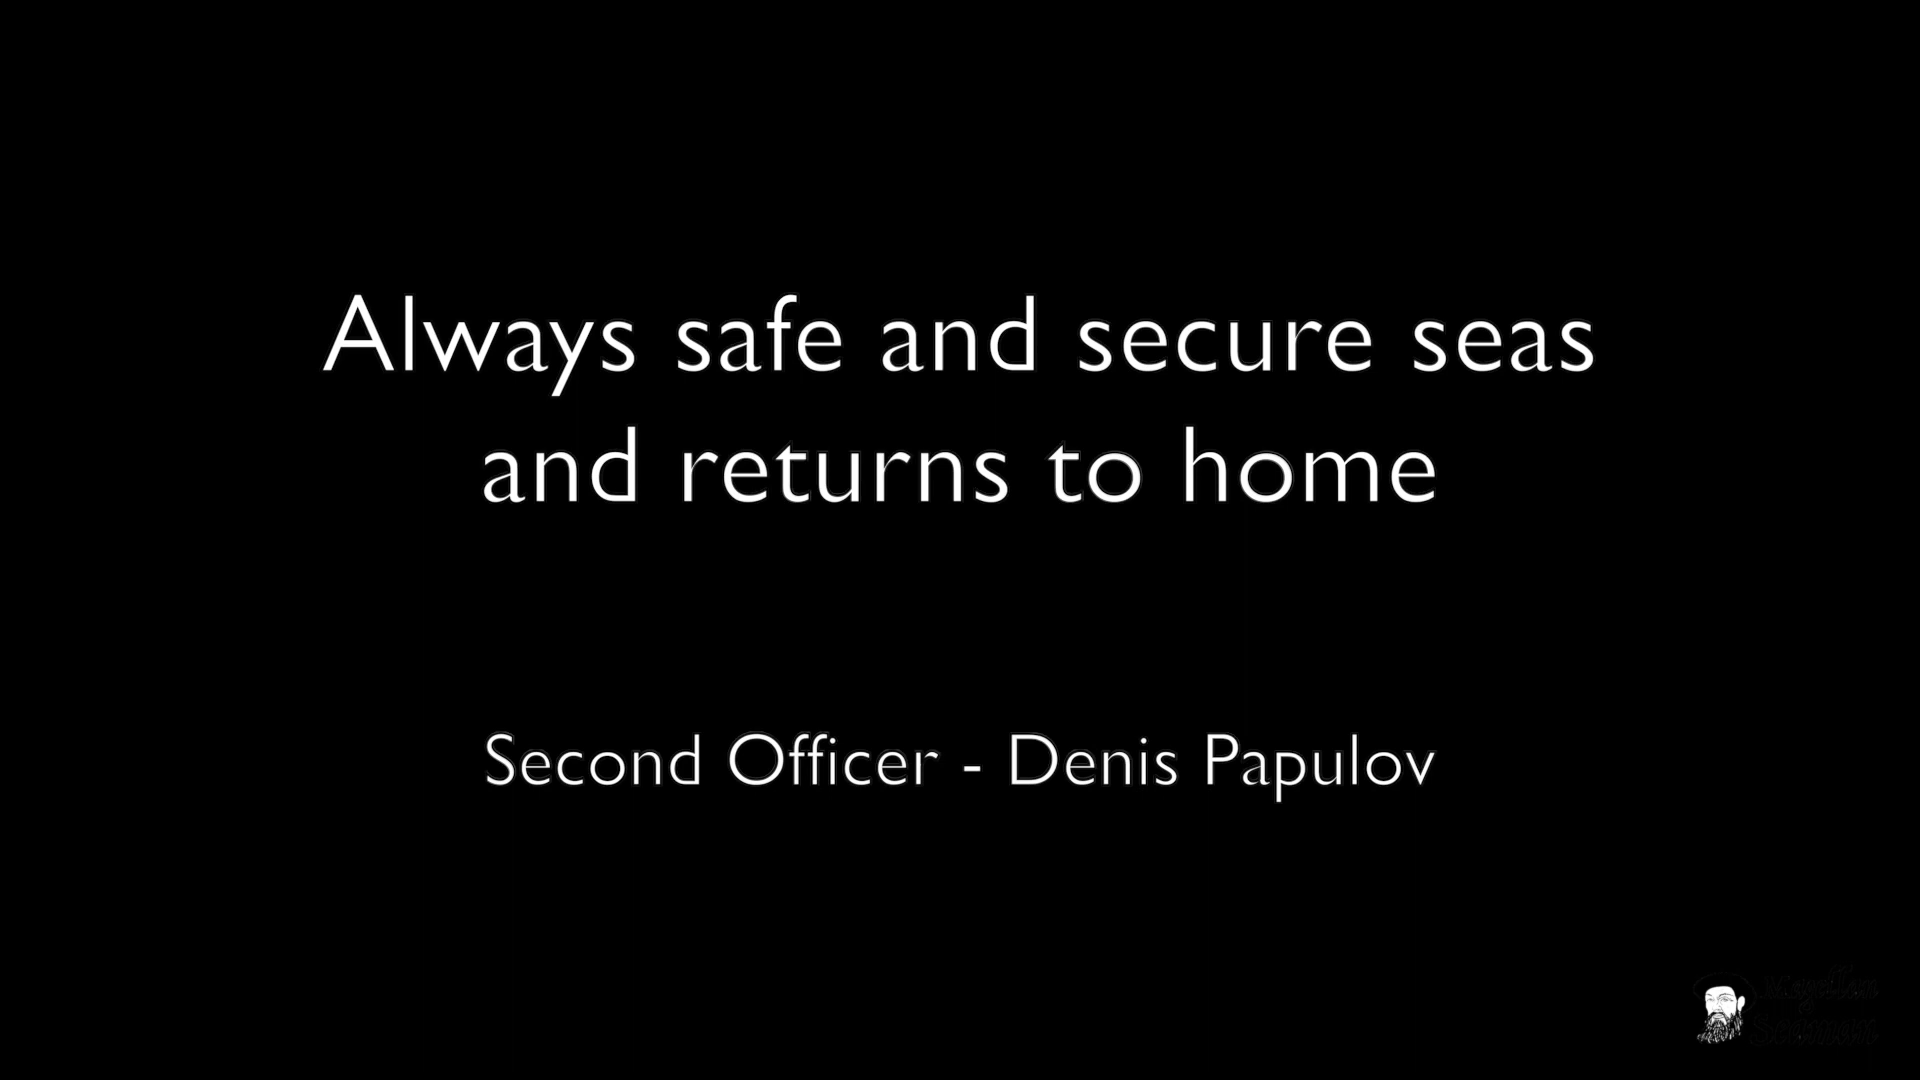 Always safe and secure seas
and returns to home
Second Officer - Denis Papulov